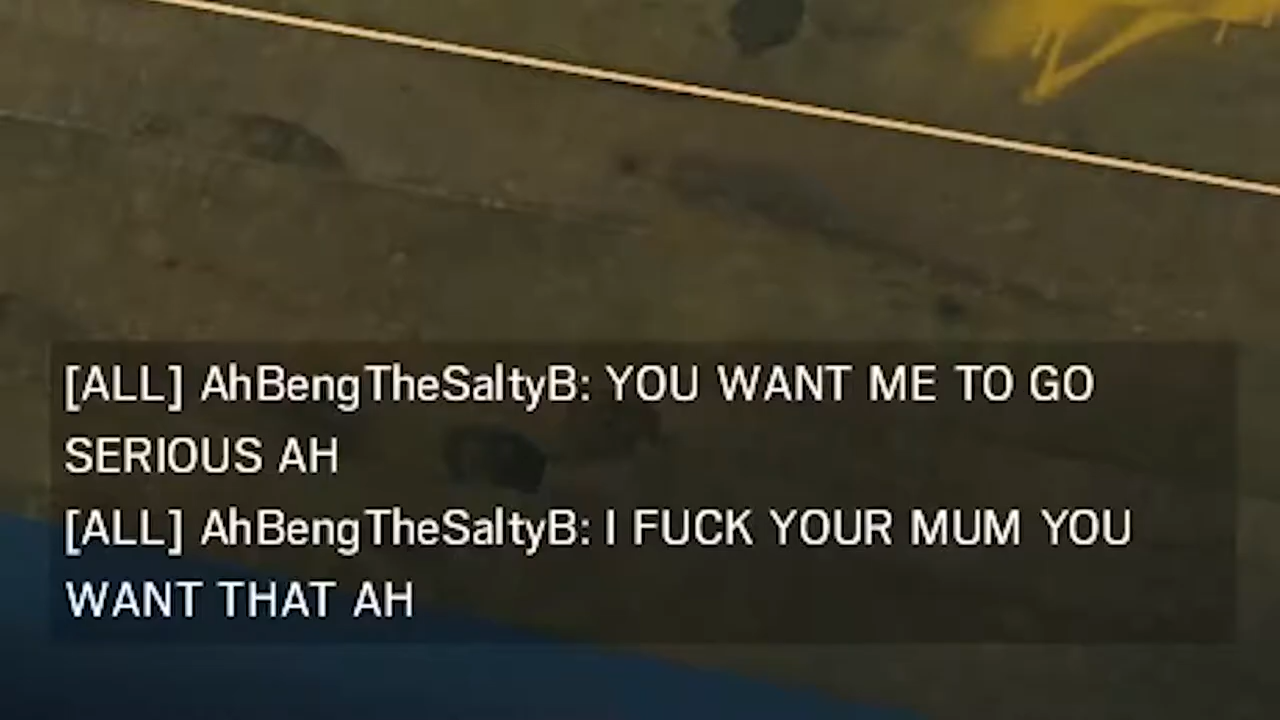 [ALL] AhBengTheSaltyB: YOU WANT ME TO GO
SERIOUS AH
[ALL] AhBengTheSaltyB: I FUCK YOUR MUM YOU
WANT THAT AH